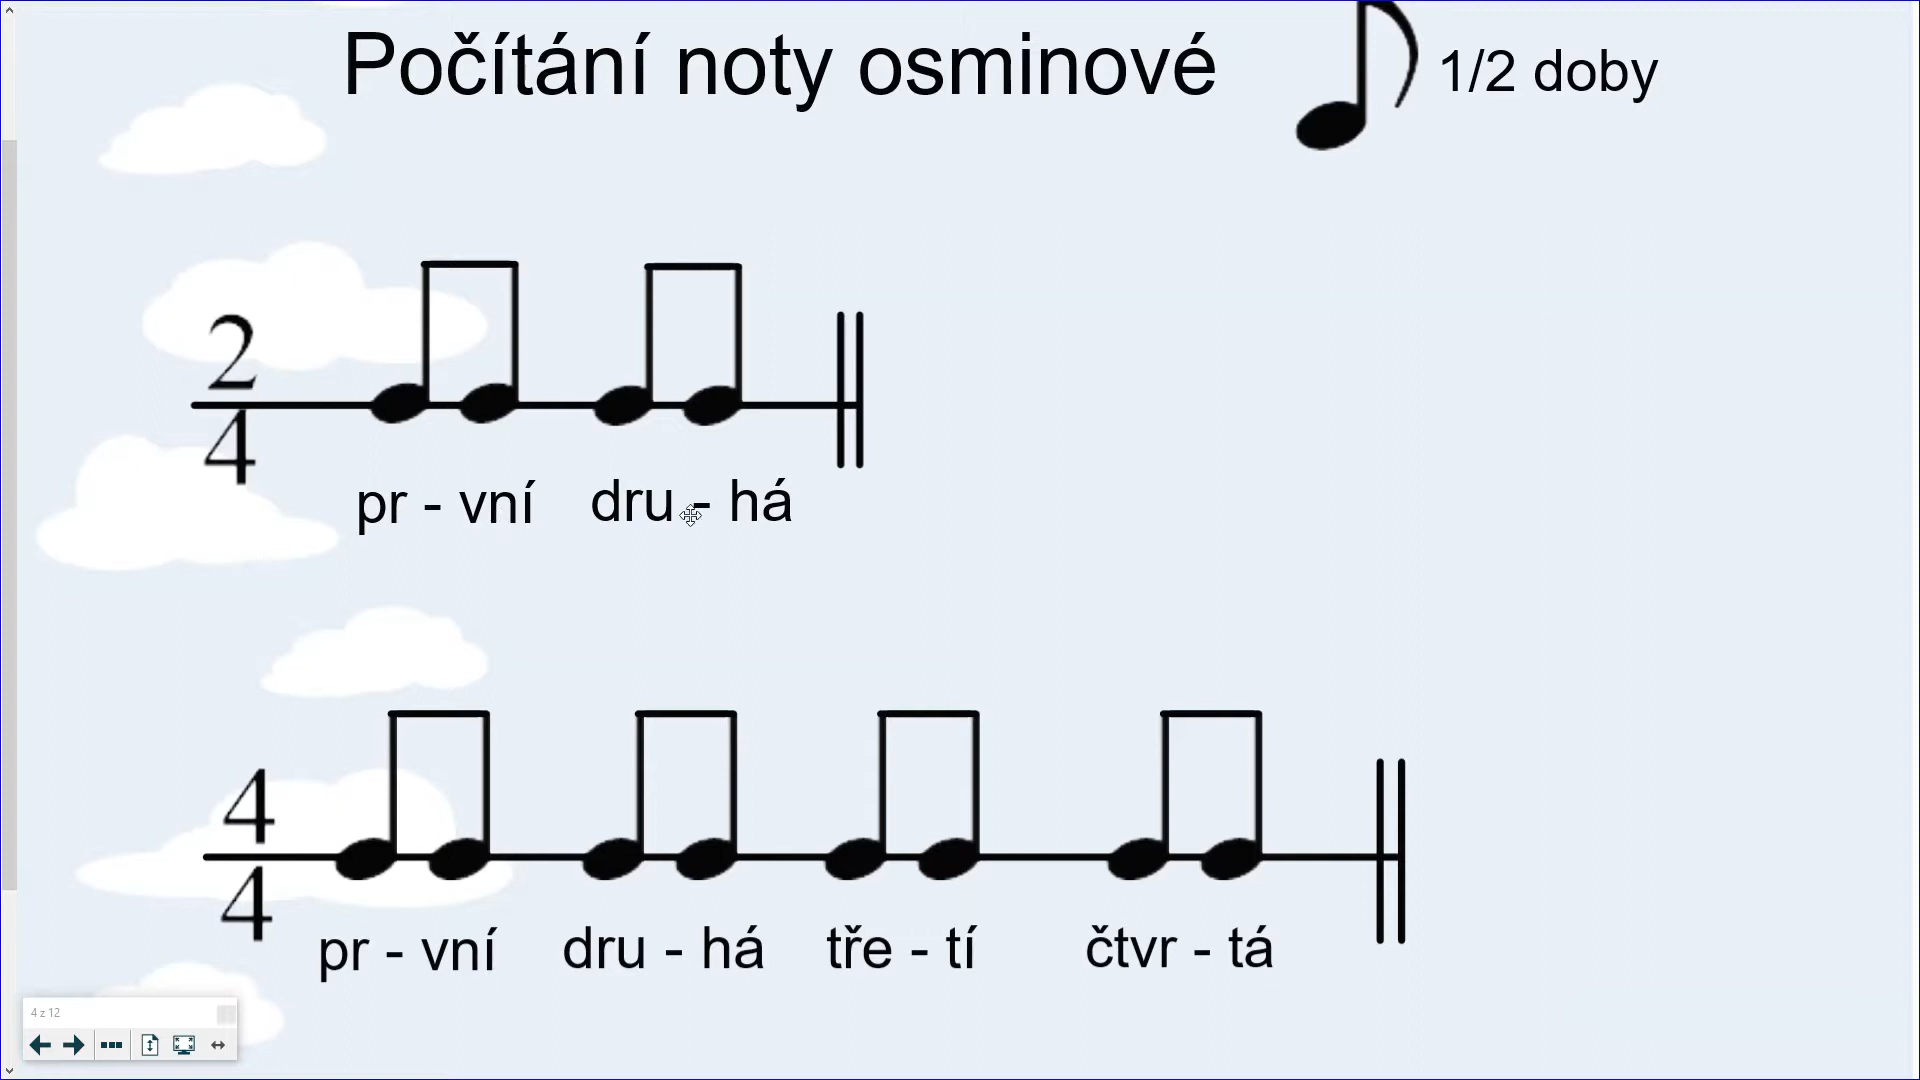 Počítání noty osminové
1/2 doby
2
4
pr - vní dru - há
4
4
pr - vní dru - há tře - tí čtvr - tá
4 z 12